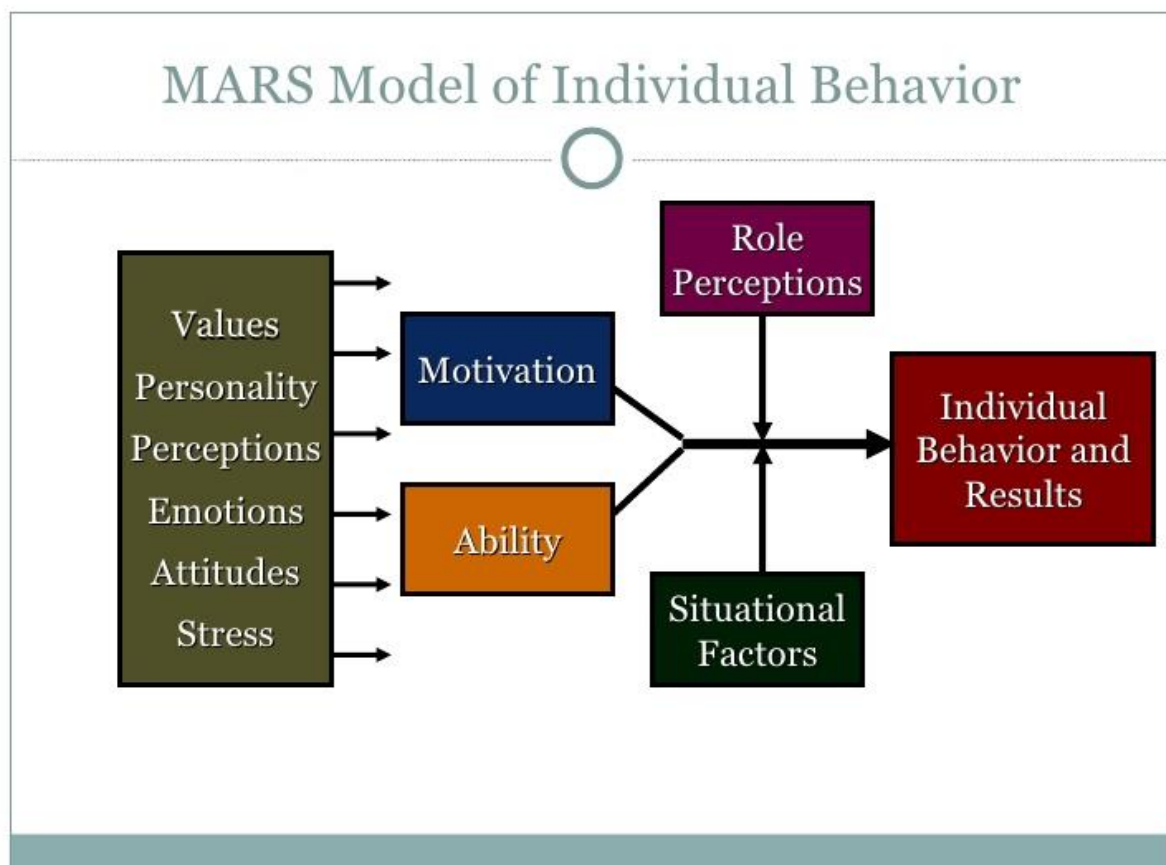 MARS Model of Individual Behavior
Values
Personality
Perceptions
Emotions
Attitudes
Stress
Motivation
Ability
Role
Perceptions
Situational
Factors
Individual
Behavior and
Results